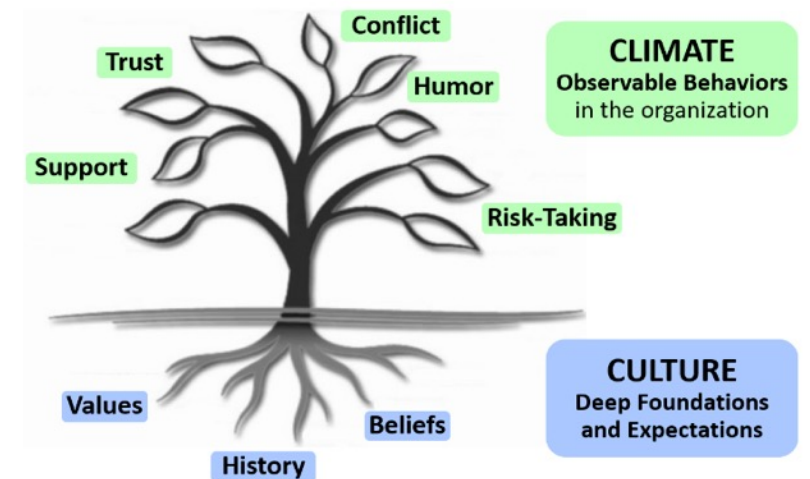 Conflict
Trust
Humor
Support
Risk-Taking
CLIMATE
Observable Behaviors
in the organization
Values
History
Beliefs
CULTURE
Deep Foundations
and Expectations